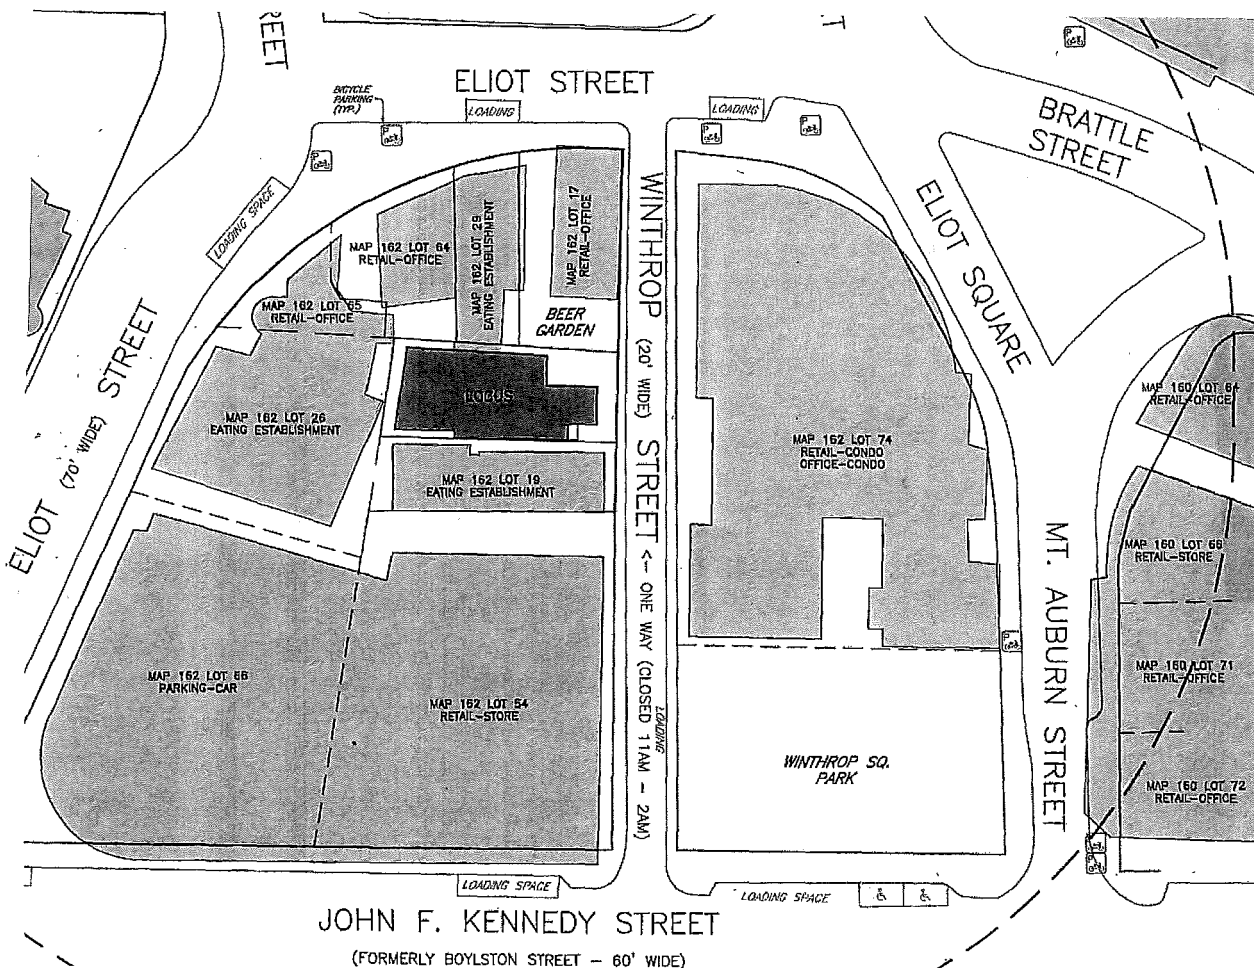 STREET
T
ELIOT STREET
BICYCLE
PARKING
(TYP.)
LOADING
LOADING
BRATTLE
STREET
LOADING SPACE
ELIOT SQUARE
MAP 162 LOT 64
RETAIL-OFFICE
MAP 162 LOT 29
EATING ESTABLISHMENT
MAP 162 LOT 17
RETAIL-OFFICE
BEER
GARDEN
MAP 162 LOT 65
RETAIL-OFFICE
LOCUS
MAP 162 LOT 26
EATING ESTABLISHMENT
MAP 162 LOT 19
EATING ESTABLISHMENT
ELIOT (70' WIDE) STREET
WINTHROP (20' WIDE) STREET <-- ONE WAY (CLOSED 11AM - 2AM)
LOADING
MAP 162 LOT 74
RETAIL-CONDO
OFFICE-CONDO
MAP 160 LOT 64
RETAIL-OFFICE
MAP 160 LOT 68
RETAIL-STORE
MT. AUBURN STREET
MAP 160 LOT 71
RETAIL-OFFICE
MAP 160 LOT 72
RETAIL-OFFICE
MAP 162 LOT 66
PARKING-CAR
MAP 162 LOT 54
RETAIL-STORE
WINTHROP SQ.
PARK
LOADING SPACE
LOADING SPACE
JOHN F. KENNEDY STREET
(FORMERLY BOYLSTON STREET - 60' WIDE)